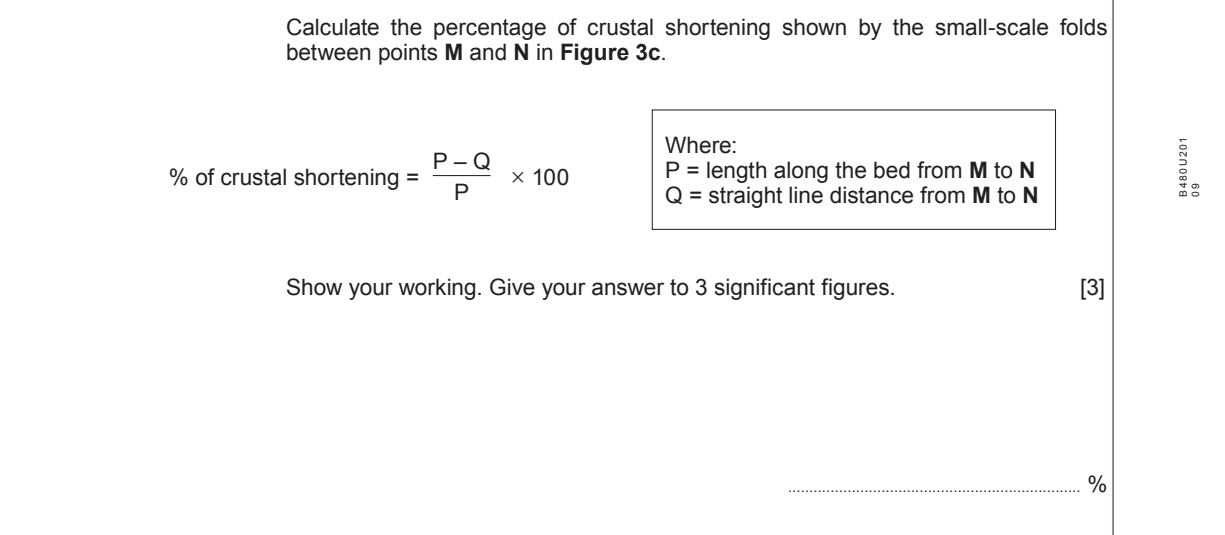 Calculate the percentage of crustal shortening shown by the small-scale folds
between points M and N in Figure 3c.
% of crustal shortening = P – Q / P × 100
Where:
P = length along the bed from M to N
Q = straight line distance from M to N
Show your working. Give your answer to 3 significant figures. [3]
.......................................................................... %
B480U201
09